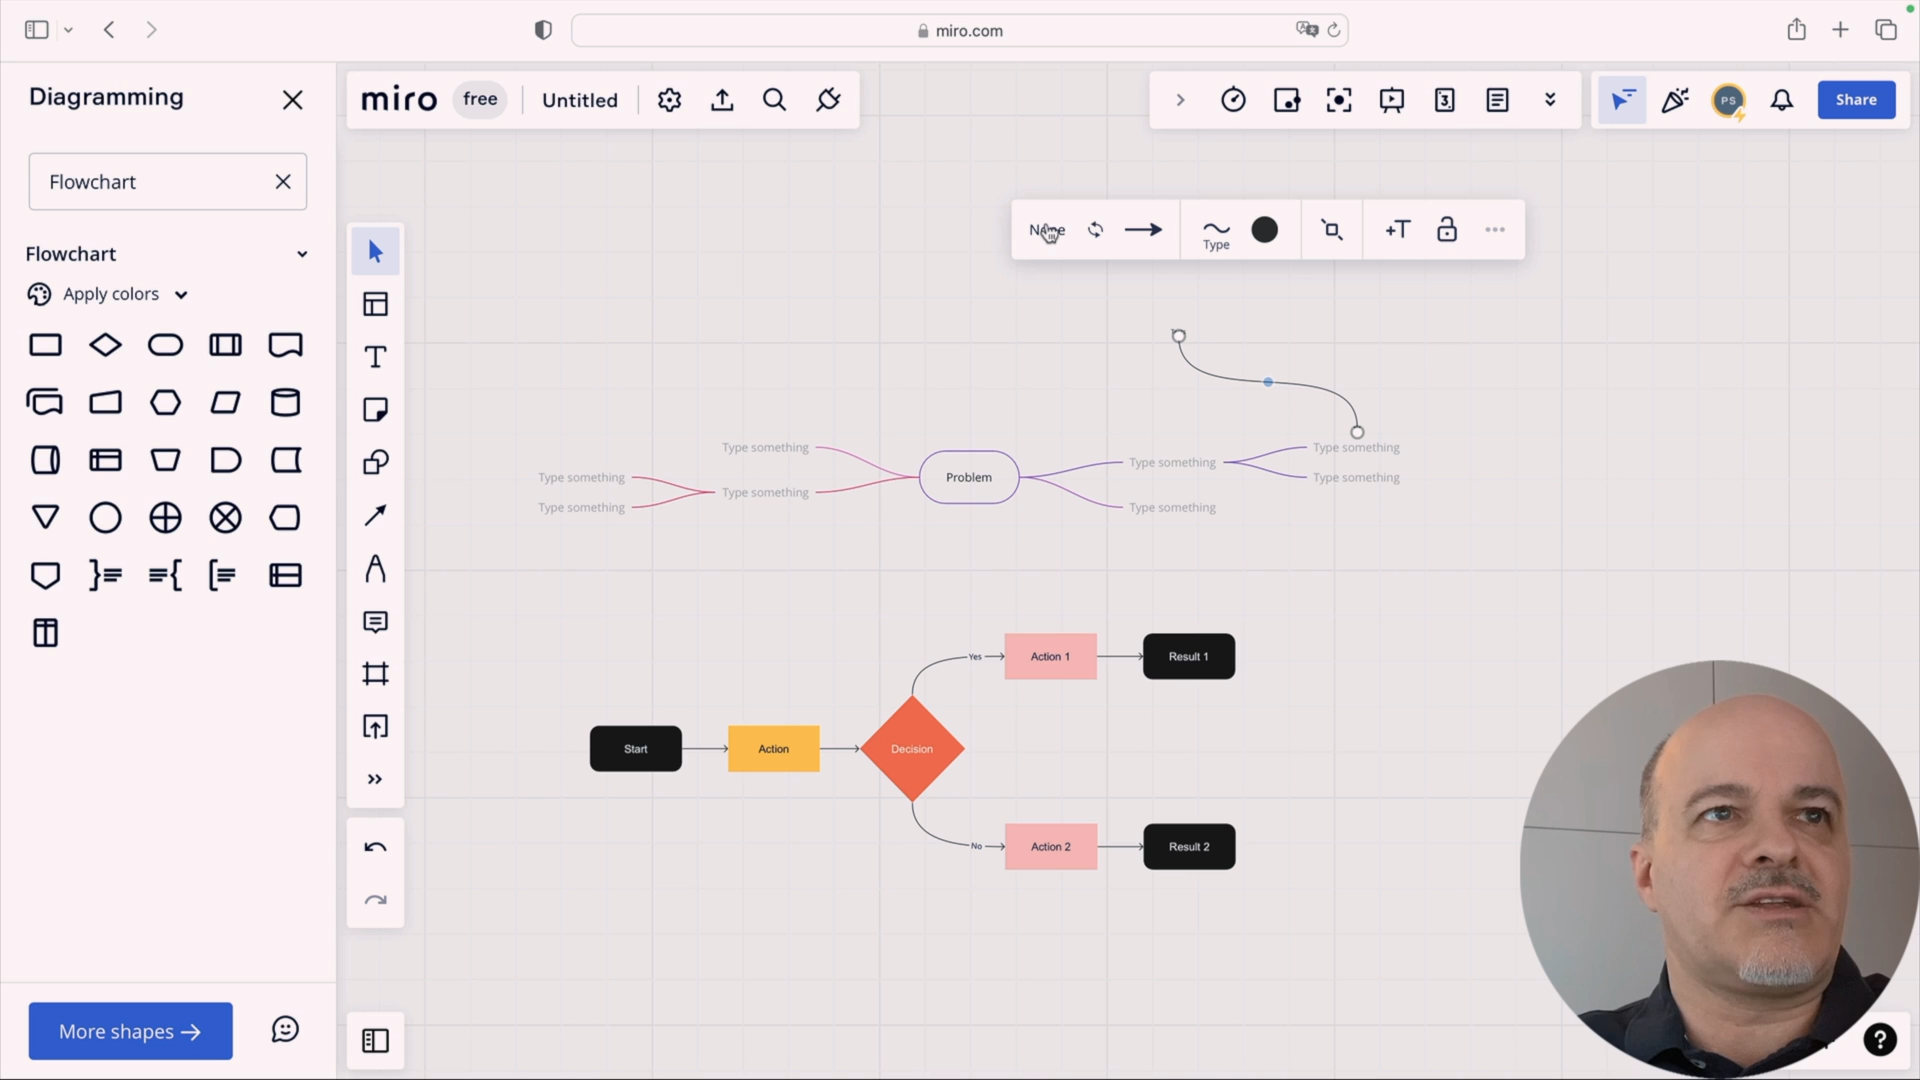 miro.com
Diagramming
Flowchart
Flowchart
Apply colors
More shapes
miro free Untitled
3
PS
Share
Type
+T
Type something
Type something
Type something
Type something
Problem
Type something
Type something
Type something
Type something
Yes
Action 1
Result 1
Start
Action
Decision
No
Action 2
Result 2
?